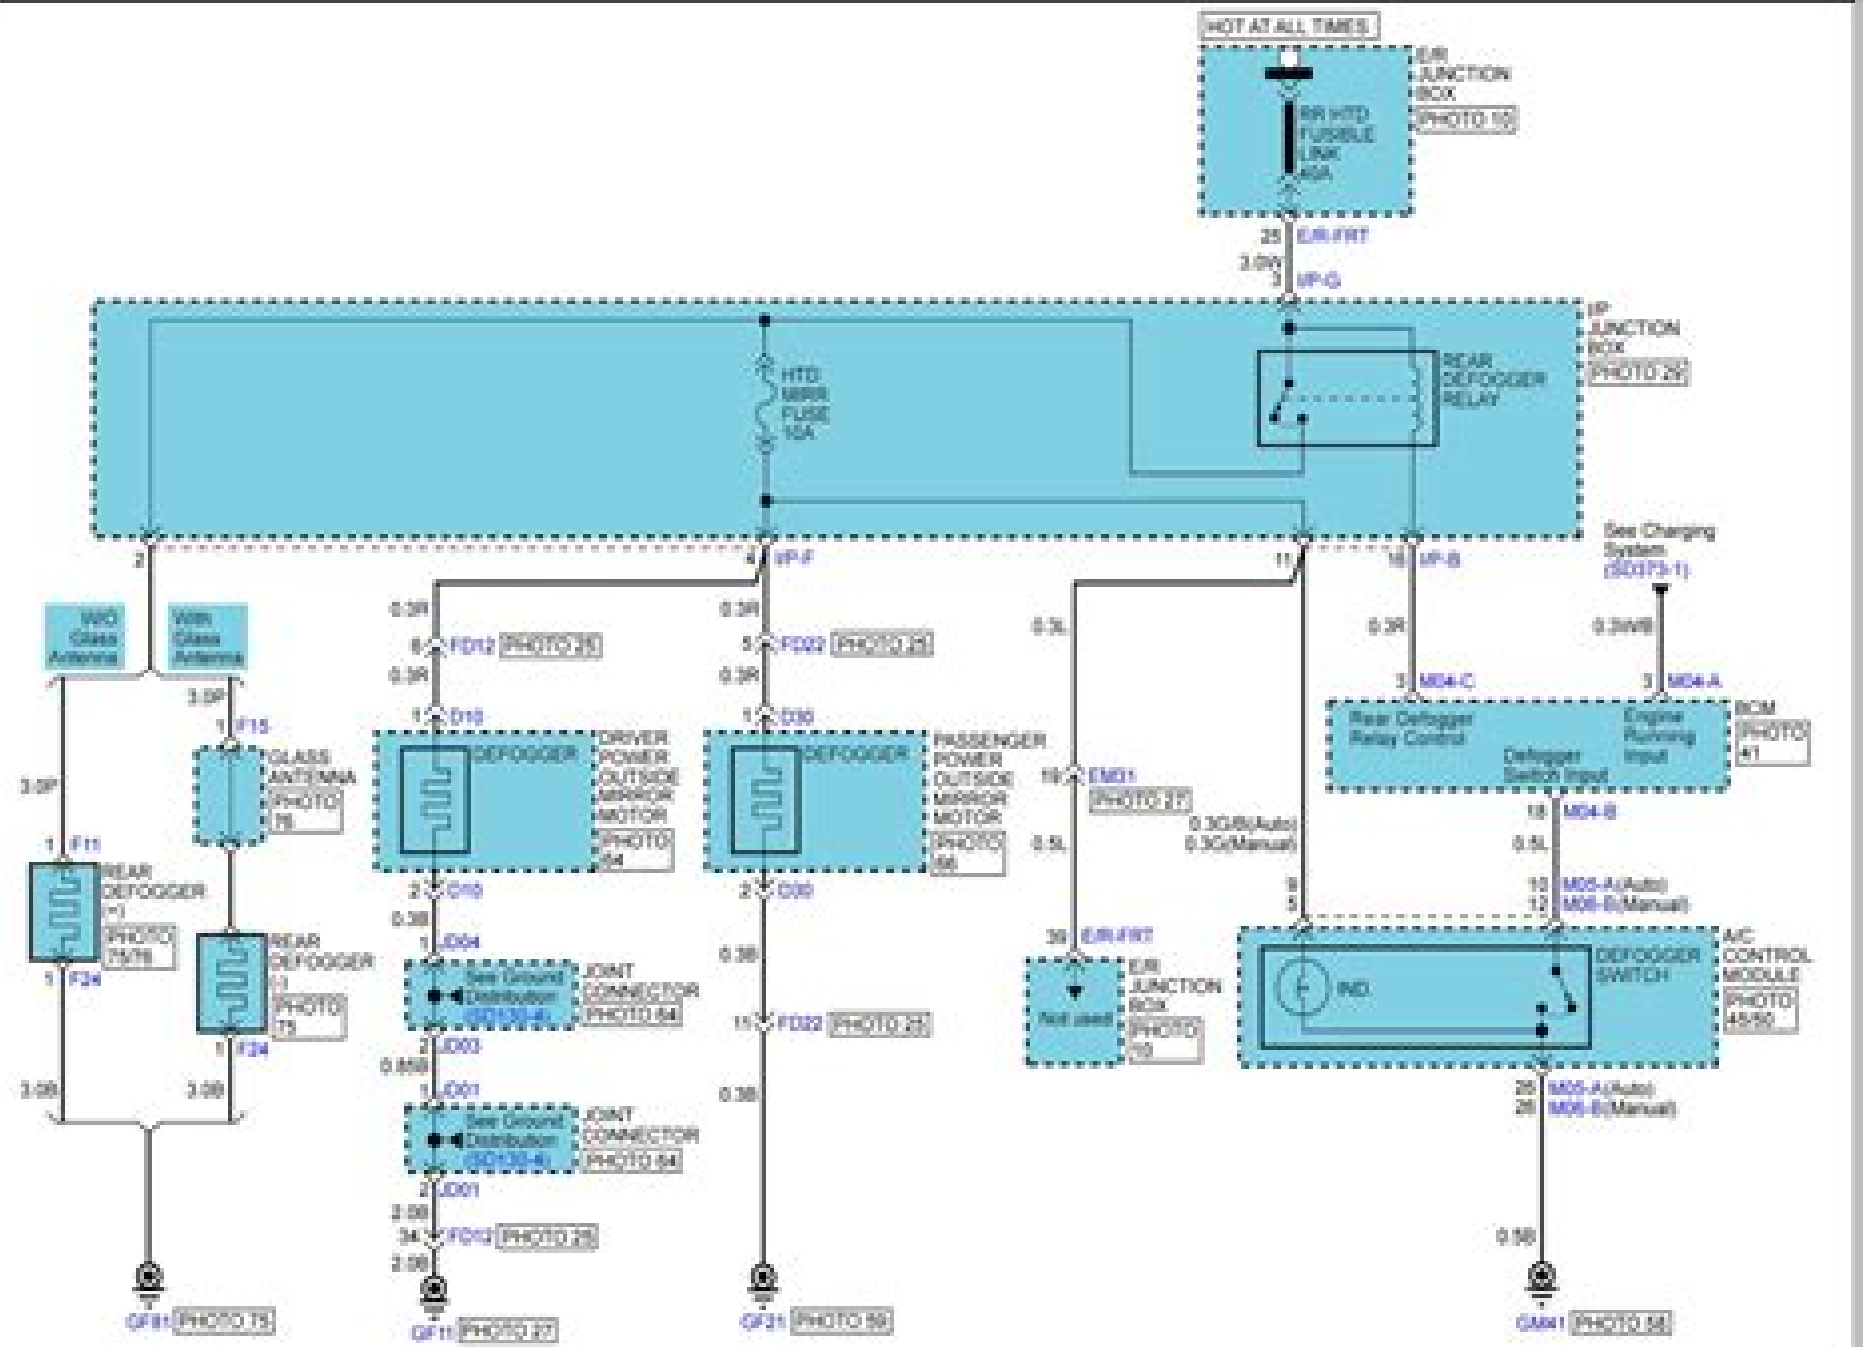 HOT AT ALL TIMES
E/R
JUNCTION
BOX
PHOTO 10
RR HTD
FUSIBLE
LINK
40A
25 E/R-FRT
3.0W
3 I/P-G
I/P
JUNCTION
BOX
PHOTO 29
HTD
MIRR
FUSE
10A
REAR
DEFOGGER
RELAY
2
4 I/P-F
11
16 I/P-B
See Charging
System
(SD373-1)
W/O
Glass
Antenna
With
Glass
Antenna
0.3R
0.3R
0.3L
0.3R
0.3W/B
6 FD12 PHOTO 25
5 FD22 PHOTO 25
0.3R
0.3R
3.0P
1 F15
1 D10
1 D30
3 M04-C
3 M04-A
GLASS
ANTENNA
PHOTO
76
DEFOGGER
DRIVER
POWER
OUTSIDE
MIRROR
MOTOR
PHOTO
64
DEFOGGER
PASSENGER
POWER
OUTSIDE
MIRROR
MOTOR
PHOTO
66
Rear Defogger
Relay Control
Defogger
Switch Input
Engine
Running
Input
BCM
PHOTO
41
3.0P
19 EM31
PHOTO 27
18 M04-B
0.3G/B(Auto)
0.3G(Manual)
0.5L
0.5L
1 F11
REAR
DEFOGGER
(+)
PHOTO
75/76
1 F24
2 D10
2 D30
0.3B
9
5
10 M05-A(Auto)
12 M06-B(Manual)
REAR
DEFOGGER
(-)
PHOTO
75
1 F24
1 JD04
See Ground
Distribution
(SD130-4)
JOINT
CONNECTOR
PHOTO 64
2 JD03
0.85B
0.3B
39 E/R-FRT
Not used
E/R
JUNCTION
BOX
PHOTO
10
IND.
DEFOGGER
SWITCH
A/C
CONTROL
MODULE
PHOTO
45/50
11 FD22 PHOTO 25
3.0B
3.0B
1 JD01
See Ground
Distribution
(SD130-4)
JOINT
CONNECTOR
PHOTO 64
2 JD01
0.3B
25 M05-A(Auto)
26 M06-B(Manual)
2.0B
34 FD12 PHOTO 25
2.0B
0.5B
PHOTO 75
GF11 PHOTO 27
GF21 PHOTO 59
GM41 PHOTO 58